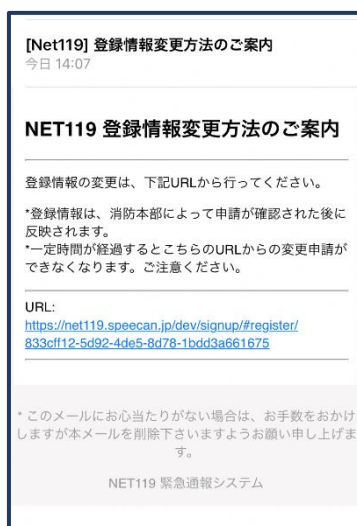 [Net119] 登録情報変更方法のご案内
今日 14:07
NET119 登録情報変更方法のご案内
登録情報の変更は、下記URLから行ってください。
*登録情報は、消防本部によって申請が確認された後に
反映されます。
*一定時間が経過するとこちらのURLからの変更申請が
できなくなります。ご注意ください。
URL:
https://net119.speecan.jp/dev/signup/#register/
833cff12-5d92-4de5-8d78-1bdd3a661675
* このメールにお心当たりがない場合は、お手数をおかけ
しますが本メールを削除下さいますようお願い申し上げま
す。
NET119 緊急通報システム